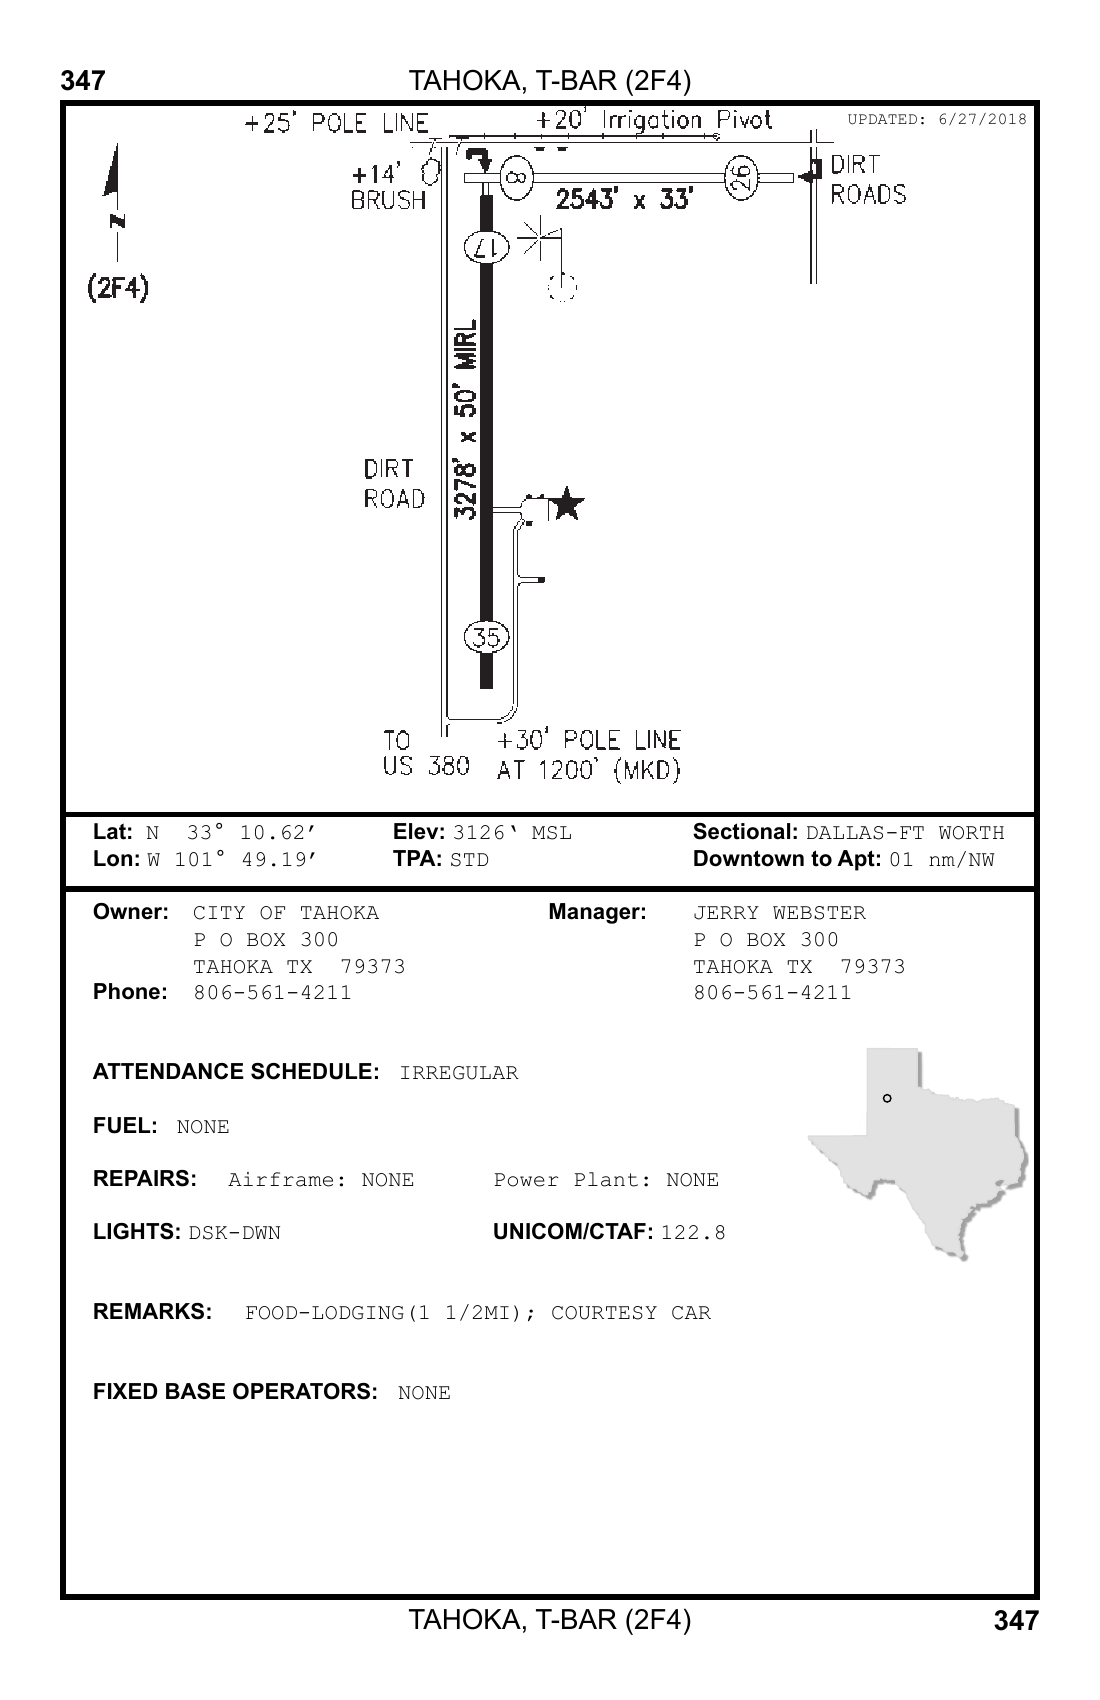 347 TAHOKA, T-BAR (2F4)
+25' POLE LINE +20' Irrigation Pivot UPDATED: 6/27/2018
+14' BRUSH
8 26
DIRT ROADS
2543' x 33'
N
(2F4)
17
3278' x 50' MIRL
DIRT
ROAD
35
TO
US 380
+30' POLE LINE
AT 1200' (MKD)
Lat: N 33° 10.62′ Elev: 3126‘ MSL Sectional: DALLAS-FT WORTH
Lon: W 101° 49.19′ TPA: STD Downtown to Apt: 01 nm/NW
Owner: CITY OF TAHOKA Manager: JERRY WEBSTER
P O BOX 300 P O BOX 300
TAHOKA TX 79373 TAHOKA TX 79373
Phone: 806-561-4211 806-561-4211
ATTENDANCE SCHEDULE: IRREGULAR
FUEL: NONE
REPAIRS: Airframe: NONE Power Plant: NONE
LIGHTS: DSK-DWN UNICOM/CTAF: 122.8
REMARKS: FOOD-LODGING(1 1/2MI); COURTESY CAR
FIXED BASE OPERATORS: NONE
TAHOKA, T-BAR (2F4) 347